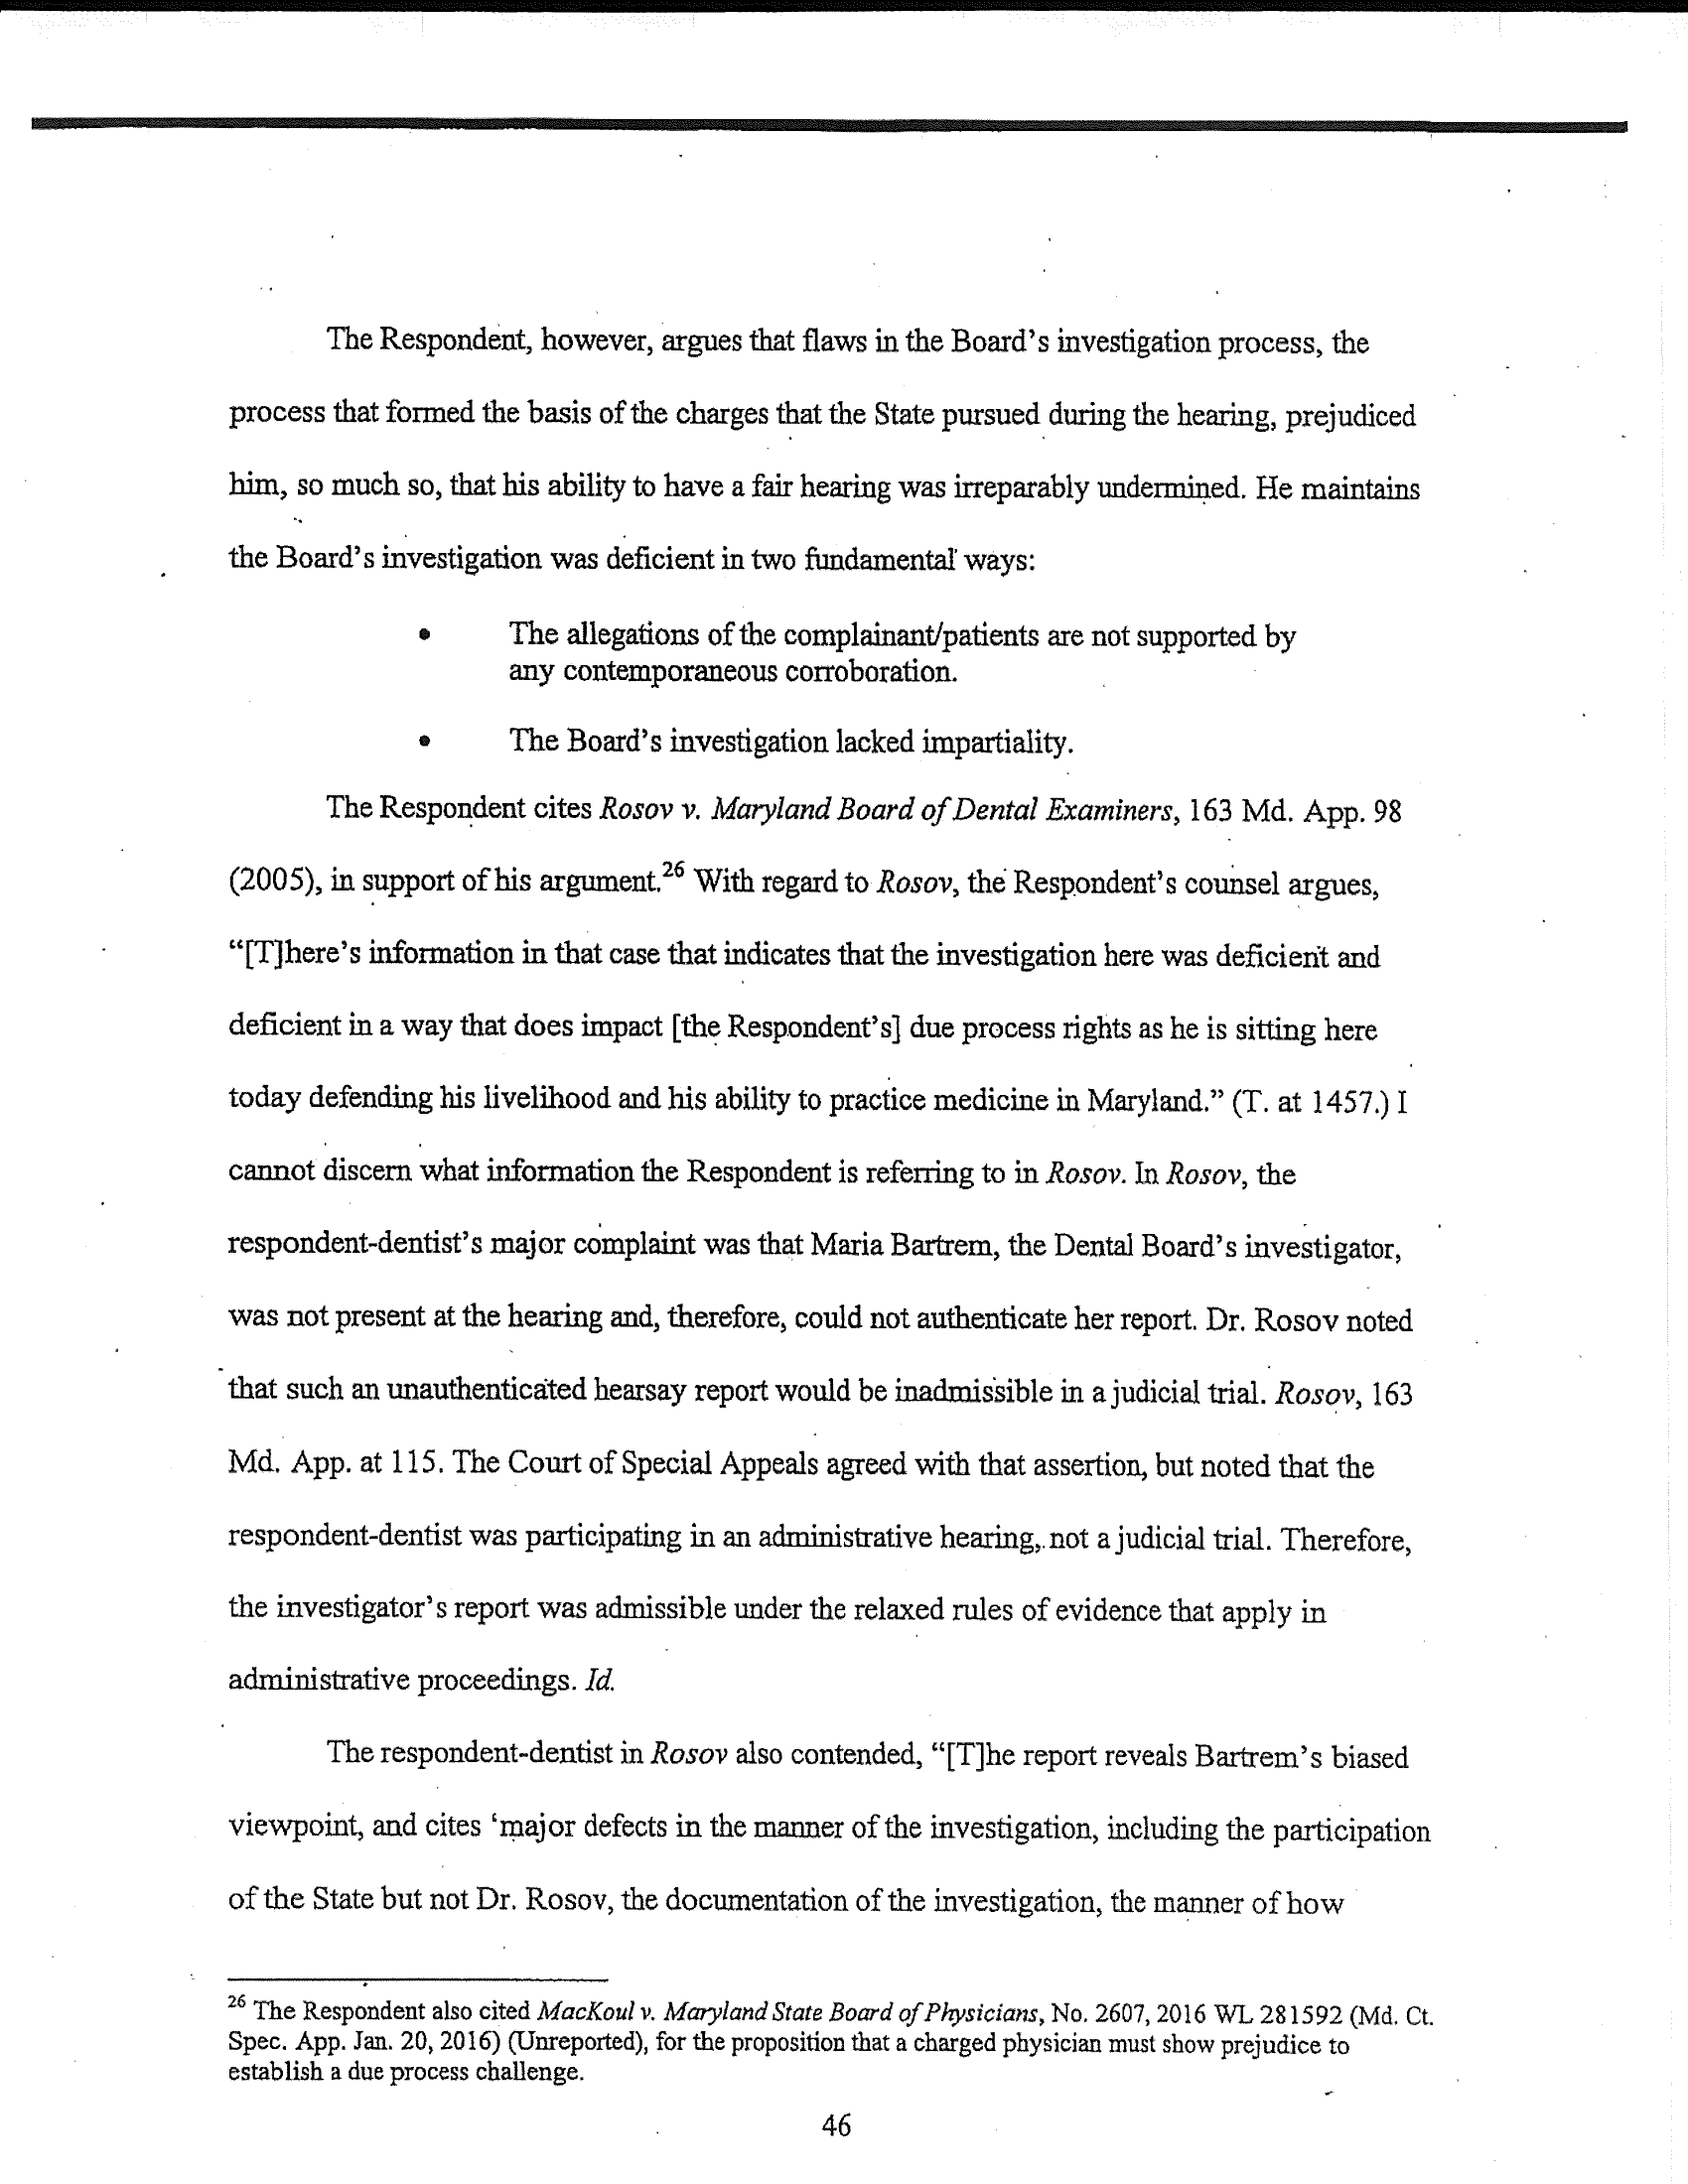 The Respondent, however, argues that flaws in the Board's investigation process, the
process that formed the basis of the charges that the State pursued during the hearing, prejudiced
him, so much so, that his ability to have a fair hearing was irreparably undermined. He maintains
the Board's investigation was deficient in two fundamental ways:
• The allegations of the complainant/patients are not supported by
any contemporaneous corroboration.
• The Board's investigation lacked impartiality.
The Respondent cites Rosov v. Maryland Board of Dental Examiners, 163 Md. App. 98
(2005), in support of his argument.26 With regard to Rosov, the Respondent's counsel argues,
“[T]here's information in that case that indicates that the investigation here was deficient and
deficient in a way that does impact [the Respondent's] due process rights as he is sitting here
today defending his livelihood and his ability to practice medicine in Maryland.” (T. at 1457.) I
cannot discern what information the Respondent is referring to in Rosov. In Rosov, the
respondent-dentist's major complaint was that Maria Bartrem, the Dental Board's investigator,
was not present at the hearing and, therefore, could not authenticate her report. Dr. Rosov noted
that such an unauthenticated hearsay report would be inadmissible in a judicial trial. Rosov, 163
Md. App. at 115. The Court of Special Appeals agreed with that assertion, but noted that the
respondent-dentist was participating in an administrative hearing, not a judicial trial. Therefore,
the investigator's report was admissible under the relaxed rules of evidence that apply in
administrative proceedings. Id.
The respondent-dentist in Rosov also contended, “[T]he report reveals Bartrem's biased
viewpoint, and cites ‘major defects in the manner of the investigation, including the participation
of the State but not Dr. Rosov, the documentation of the investigation, the manner of how
26 The Respondent also cited MacKoul v. Maryland State Board of Physicians, No. 2607, 2016 WL 281592 (Md. Ct.
Spec. App. Jan. 20, 2016) (Unreported), for the proposition that a charged physician must show prejudice to
establish a due process challenge.
46